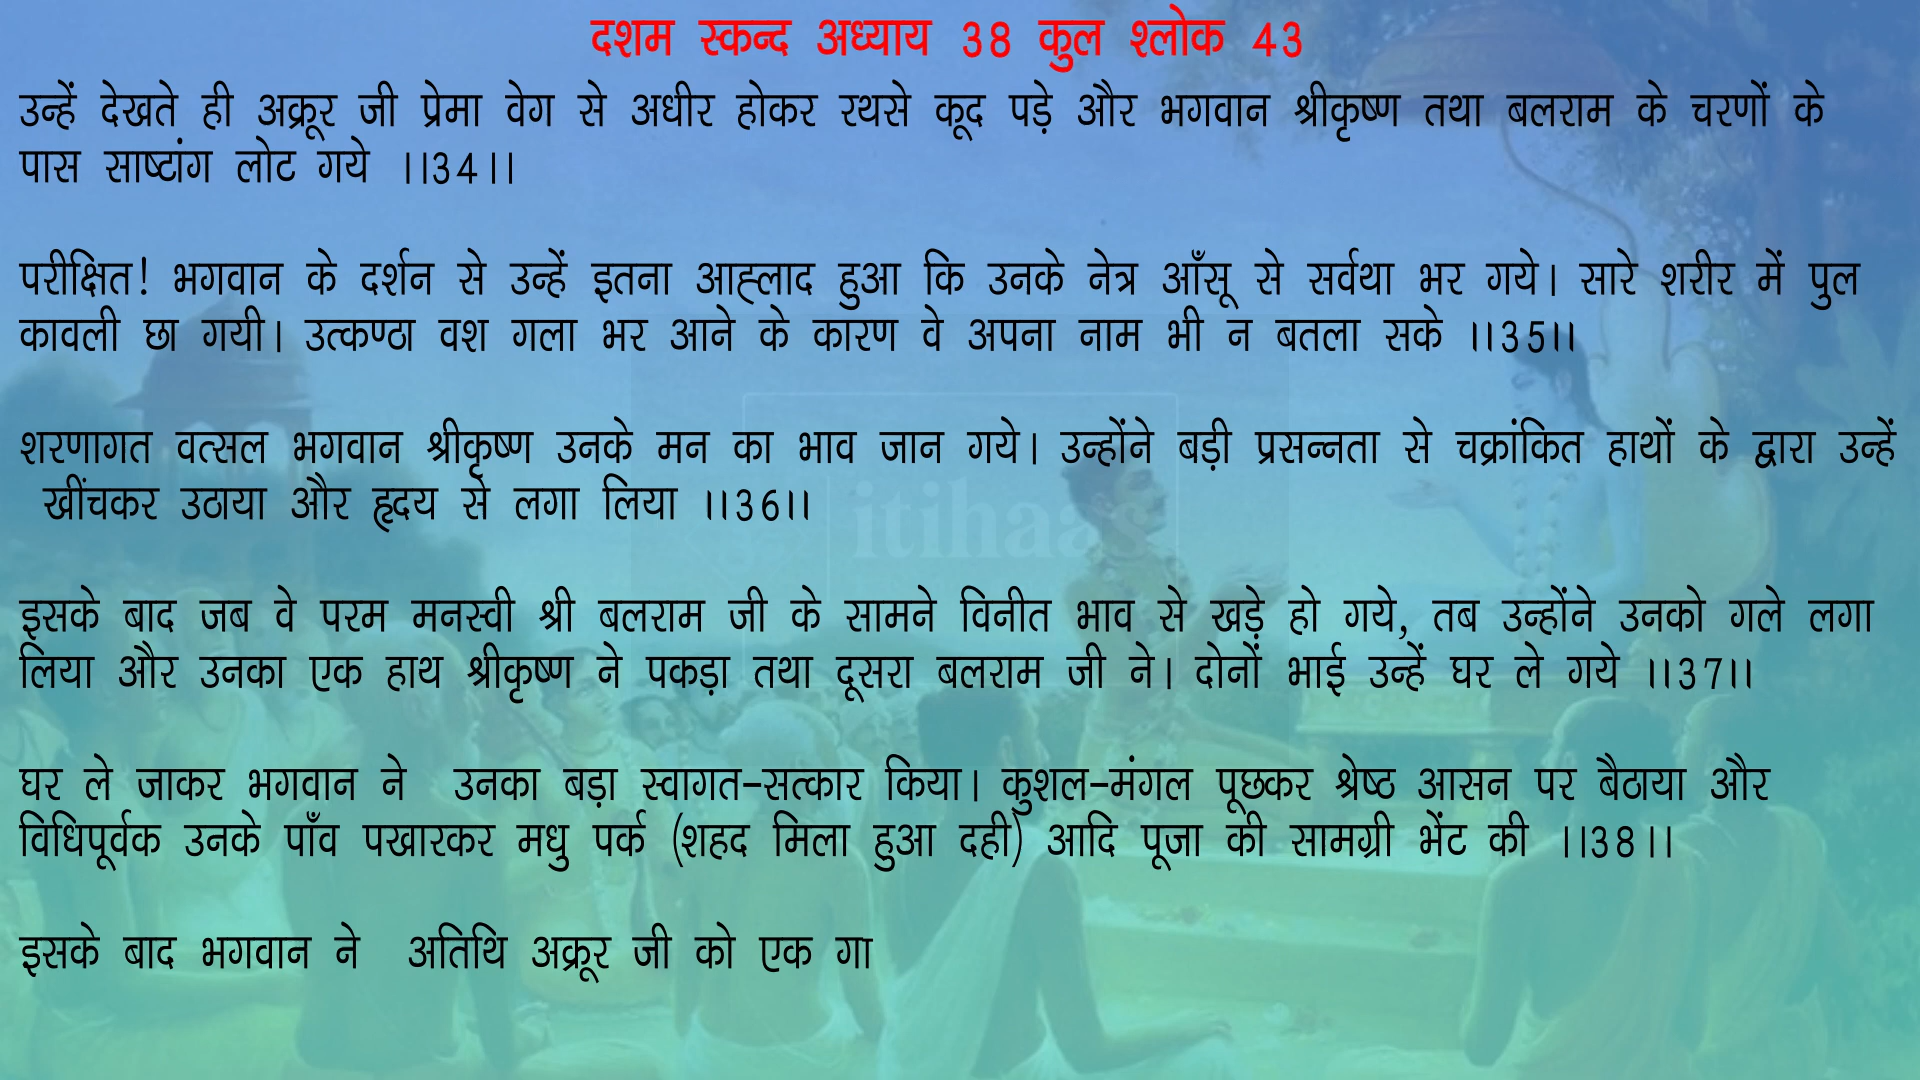 दशम स्कन्द अध्याय 38 कुल श्लोक 43
उन्हें देखते ही अक्रूर जी प्रेमा वेग से अधीर होकर रथसे कूद पड़े और भगवान श्रीकृष्ण तथा बलराम के चरणों के
पास साष्टांग लोट गये ।।34।।
परीक्षित! भगवान के दर्शन से उन्हें इतना आह्लाद हुआ कि उनके नेत्र आँसू से सर्वथा भर गये। सारे शरीर में पुल
कावली छा गयी। उत्कण्ठा वश गला भर आने के कारण वे अपना नाम भी न बतला सके ।।35।।
शरणागत वत्सल भगवान श्रीकृष्ण उनके मन का भाव जान गये। उन्होंने बड़ी प्रसन्नता से चक्रांकित हाथों के द्वारा उन्हें
खींचकर उठाया और हृदय से लगा लिया ।।36।।
itihaas
इसके बाद जब वे परम मनस्वी श्री बलराम जी के सामने विनीत भाव से खड़े हो गये, तब उन्होंने उनको गले लगा
लिया और उनका एक हाथ श्रीकृष्ण ने पकड़ा तथा दूसरा बलराम जी ने। दोनों भाई उन्हें घर ले गये ।।37।।
घर ले जाकर भगवान ने उनका बड़ा स्वागत-सत्कार किया। कुशल-मंगल पूछकर श्रेष्ठ आसन पर बैठाया और
विधिपूर्वक उनके पाँव पखारकर मधु पर्क (शहद मिला हुआ दही) आदि पूजा की सामग्री भेंट की ।।38।।
इसके बाद भगवान ने अतिथि अक्रूर जी को एक गा